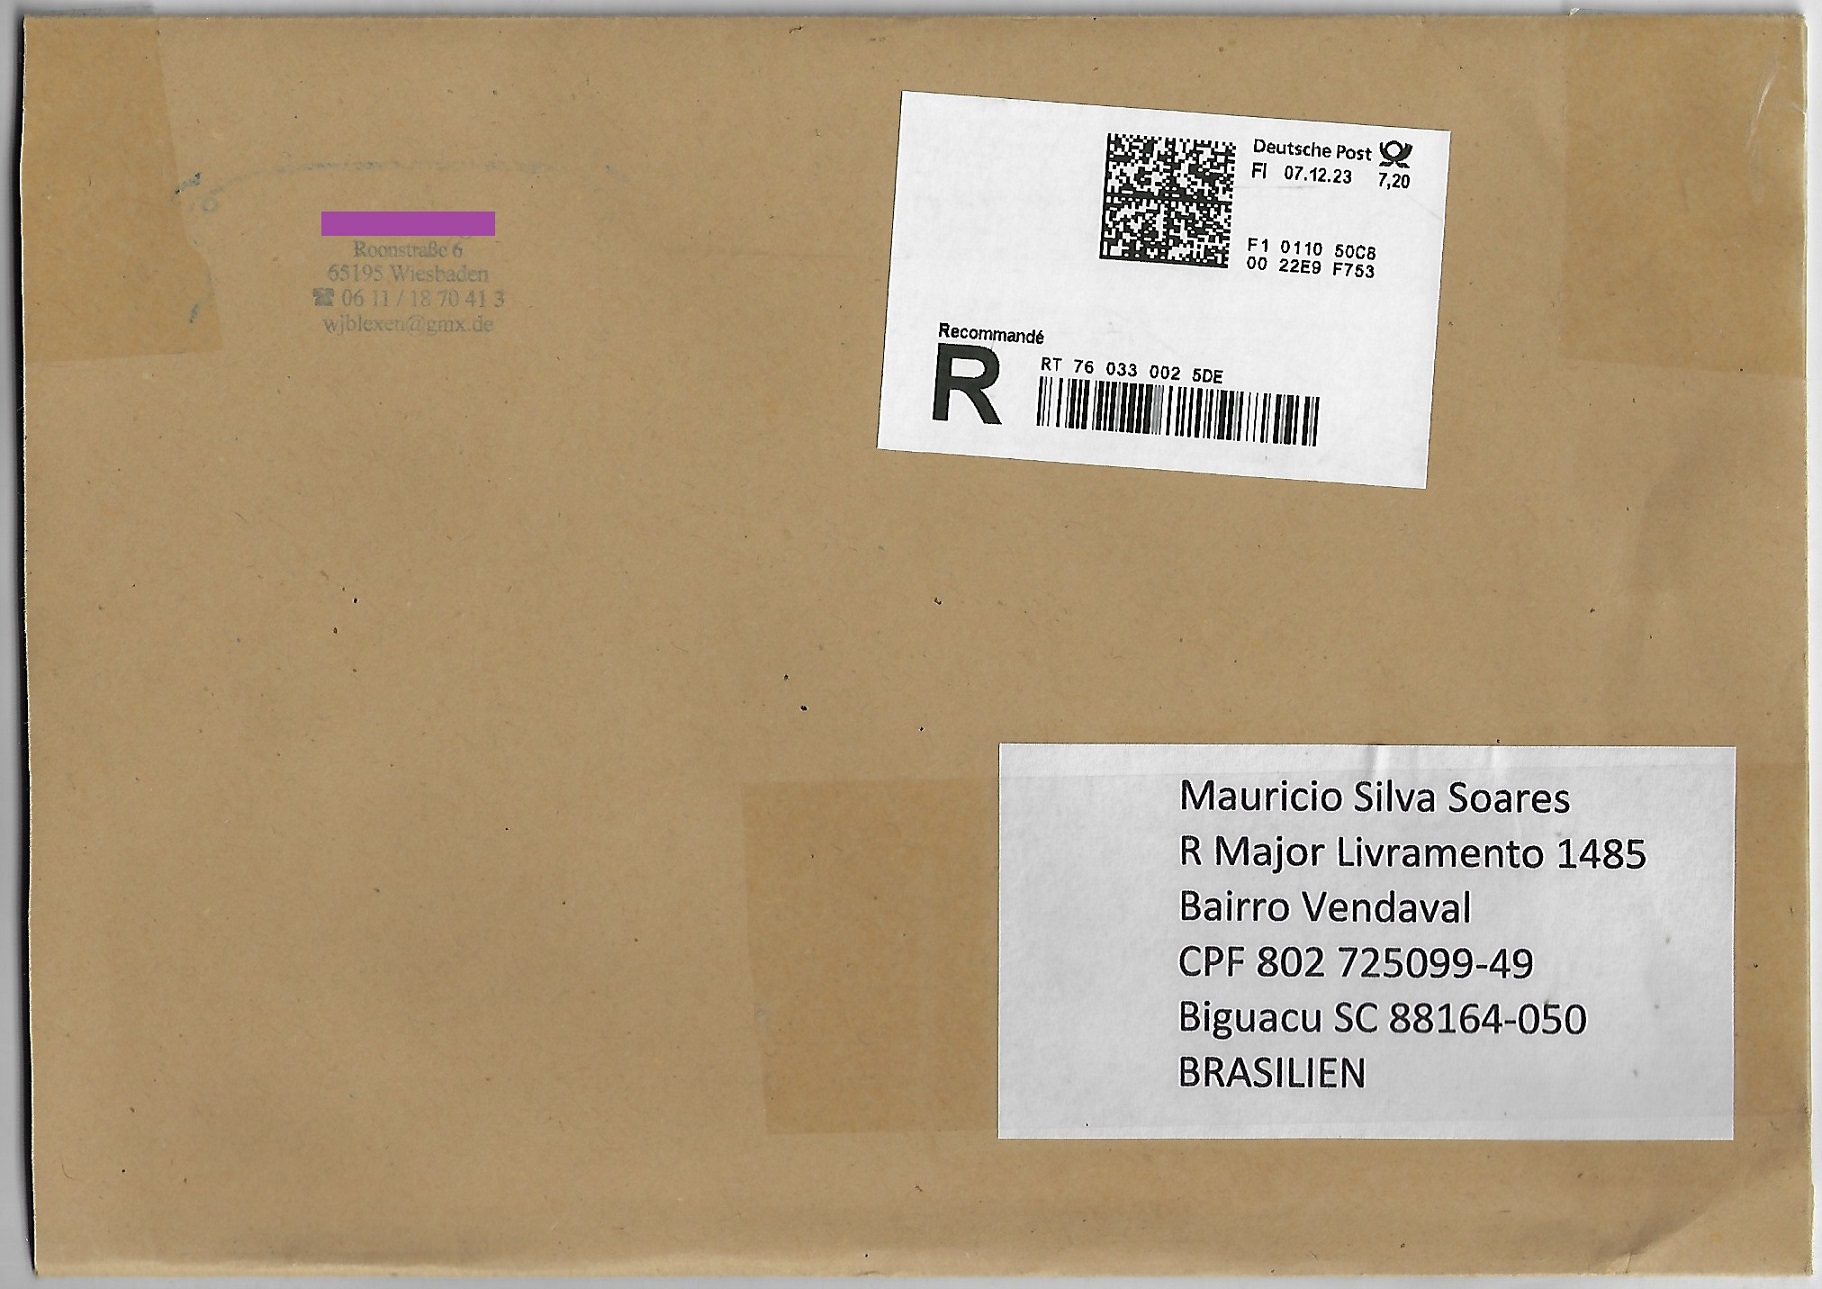 Roonstraße 6
65195 Wiesbaden
☎ 06 11 / 18 70 41 3
wjblexen@gmx.de
Deutsche Post
FI 07.12.23 7,20
F1 0110 50C8
00 22E9 F753
Recommandé
R
RT 76 033 002 5DE
Mauricio Silva Soares
R Major Livramento 1485
Bairro Vendaval
CPF 802 725099-49
Biguacu SC 88164-050
BRASILIEN